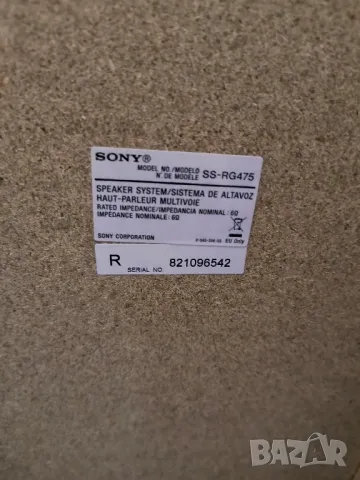 SONY®
MODEL NO./MODELO
N°. DE MODÈLE SS-RG475
SPEAKER SYSTEM/SISTEMA DE ALTAVOZ
HAUT-PARLEUR MULTIVOIE
RATED IMPEDANCE/IMPEDANCIA NOMINAL: 6Ω
IMPEDANCE NOMINALE: 6Ω
SONY CORPORATION EU Only
R SERIAL NO. 821096542
BAZAR
bg